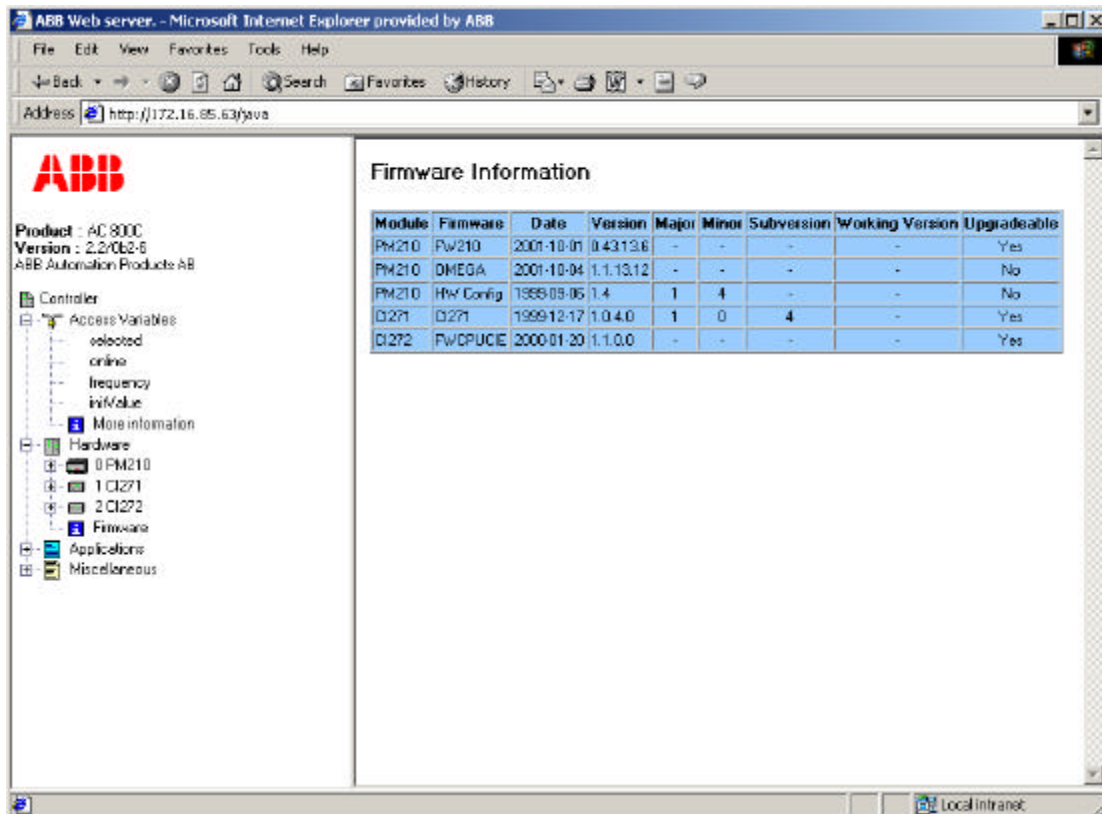 ABB Web server. - Microsoft Internet Explorer provided by ABB
File Edit View Favorites Tools Help
Back Search Favorites History
Address http://172.16.85.63/java
ABB
Product : AC 800C
Version : 2.2/0b2-6
ABB Automation Products AB
Controller
Access Variables
selected
online
frequency
initValue
More information
Hardware
0 PM210
1 CI271
2 CI272
Firmware
Applications
Miscellaneous
Firmware Information
Module Firmware Date Version Major Minor Subversion Working Version Upgradeable
PM210 FW210 2001-10-01 0.43.13.6 - - - - Yes
PM210 OMEGA 2001-10-04 1.1.13.12 - - - - No
PM210 HW Config 1999-09-06 1.4 1 4 - - No
CI271 CI271 1999-12-17 1.0.4.0 1 0 4 - Yes
CI272 FWCPUCIE 2000-01-20 1.1.0.0 - - - - Yes
Local intranet